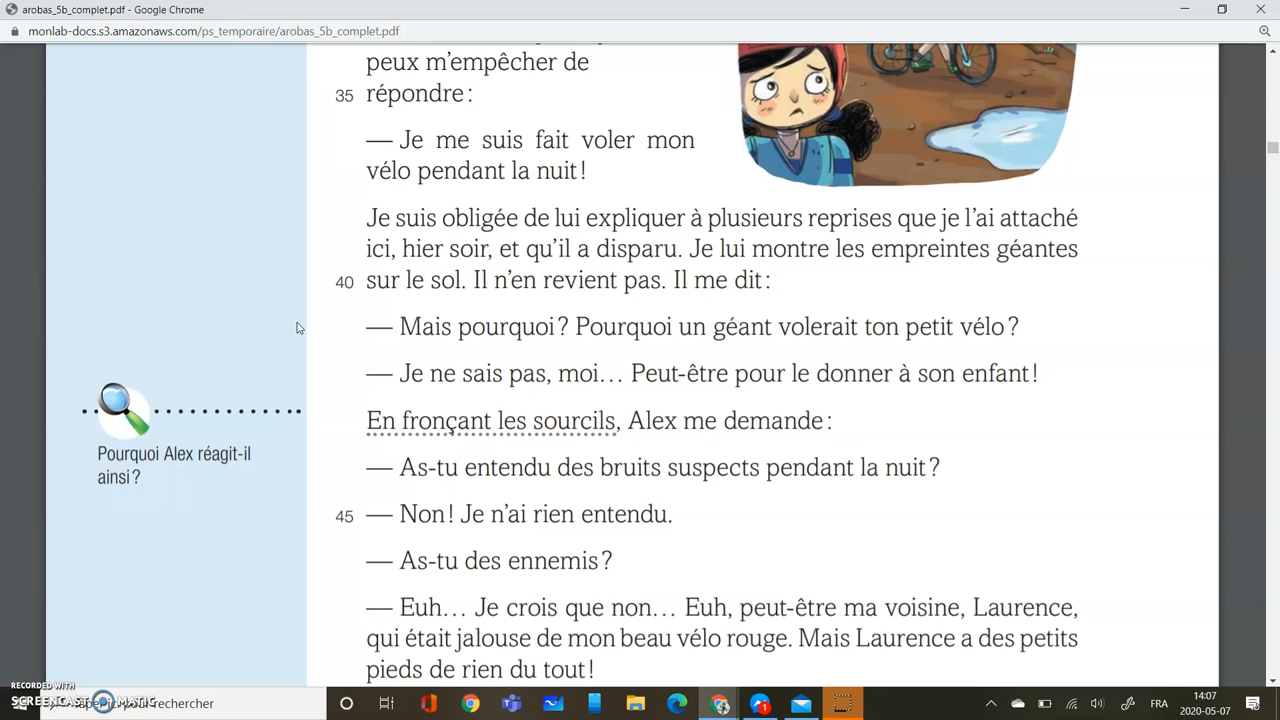 arobas_5b_complet.pdf - Google Chrome
monlab-docs.s3.amazonaws.com/ps_temporaire/arobas_5b_complet.pdf
peux m'empêcher de
35 répondre :
— Je me suis fait voler mon
vélo pendant la nuit !
Je suis obligée de lui expliquer à plusieurs reprises que je l'ai attaché
ici, hier soir, et qu'il a disparu. Je lui montre les empreintes géantes
40 sur le sol. Il n'en revient pas. Il me dit :
— Mais pourquoi ? Pourquoi un géant volerait ton petit vélo ?
— Je ne sais pas, moi… Peut-être pour le donner à son enfant !
En fronçant les sourcils, Alex me demande :
Pourquoi Alex réagit-il
ainsi ?
— As-tu entendu des bruits suspects pendant la nuit ?
45 — Non ! Je n'ai rien entendu.
— As-tu des ennemis ?
— Euh… Je crois que non… Euh, peut-être ma voisine, Laurence,
qui était jalouse de mon beau vélo rouge. Mais Laurence a des petits
pieds de rien du tout !
RECORDED WITH
SCREENCAST MATIC
rechercher
1
FRA
14:07
2020-05-07